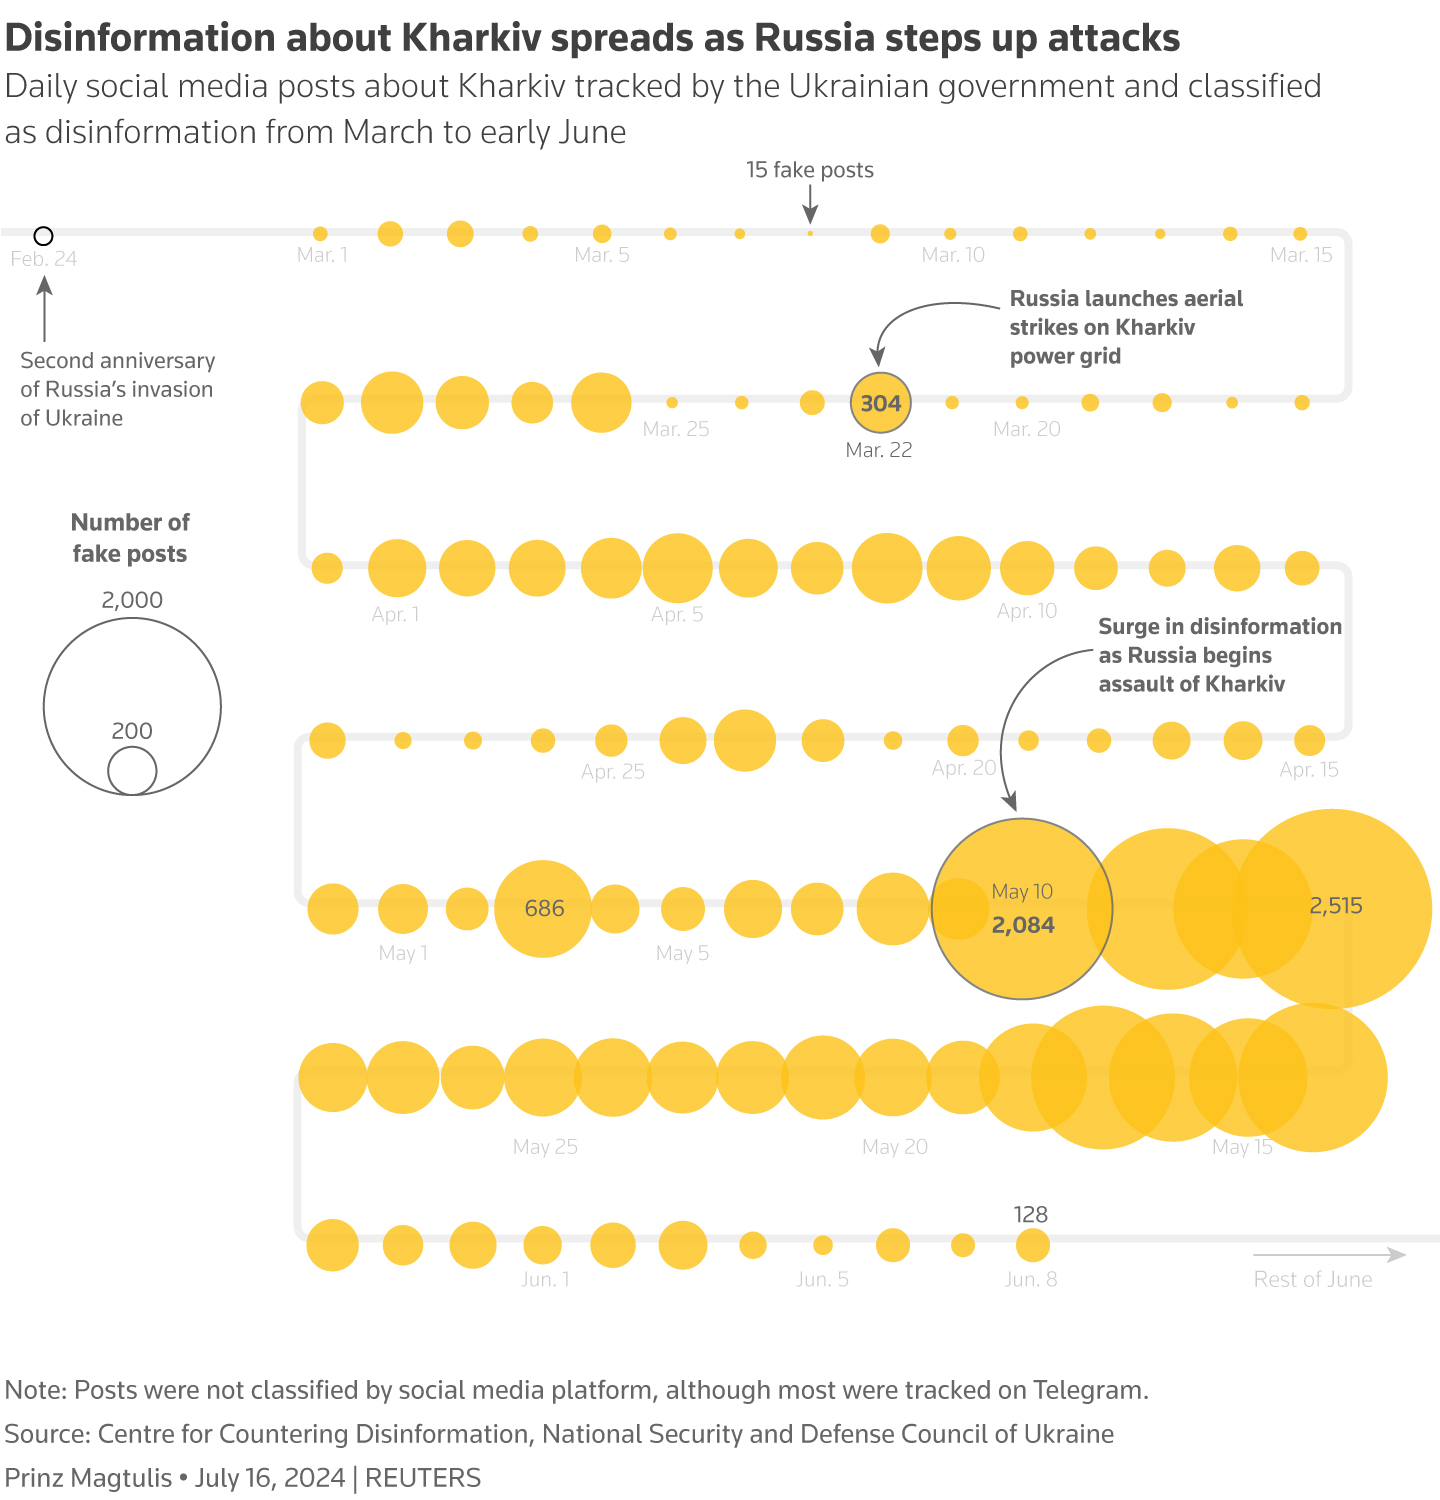 Disinformation about Kharkiv spreads as Russia steps up attacks
Daily social media posts about Kharkiv tracked by the Ukrainian government and classified
as disinformation from March to early June
15 fake posts
Feb. 24
Mar. 1
Mar. 5
Mar. 10
Mar. 15
Second anniversary
of Russia's invasion
of Ukraine
Russia launches aerial
strikes on Kharkiv
power grid
304
Mar. 25
Mar. 22
Mar. 20
Number of
fake posts
2,000
200
Apr. 1
Apr. 5
Apr. 10
Surge in disinformation
as Russia begins
assault of Kharkiv
Apr. 25
Apr. 20
Apr. 15
686
May 10
2,084
2,515
May 1
May 5
May 25
May 20
May 15
128
Jun. 1
Jun. 5
Jun. 8
Rest of June
Note: Posts were not classified by social media platform, although most were tracked on Telegram.
Source: Centre for Countering Disinformation, National Security and Defense Council of Ukraine
Prinz Magtulis • July 16, 2024 | REUTERS